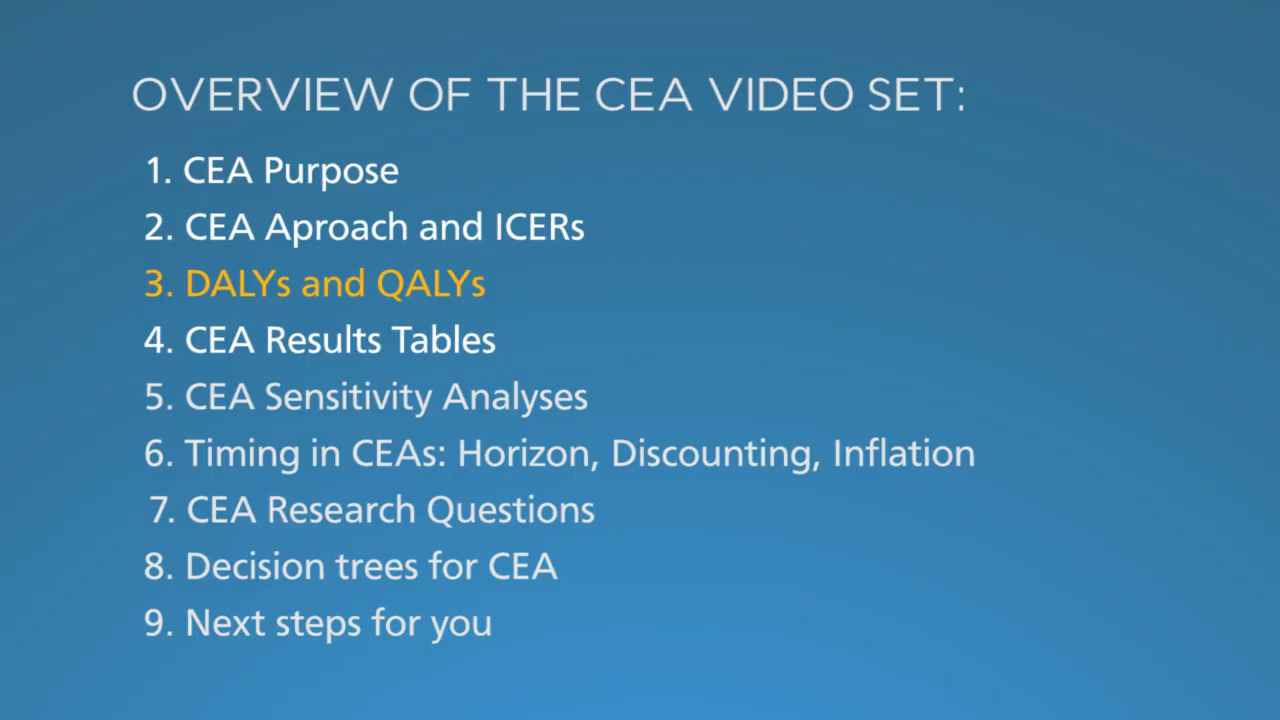 OVERVIEW OF THE CEA VIDEO SET:
1. CEA Purpose
2. CEA Aproach and ICERs
3. DALYs and QALYs
4. CEA Results Tables
5. CEA Sensitivity Analyses
6. Timing in CEAs: Horizon, Discounting, Inflation
7. CEA Research Questions
8. Decision trees for CEA
9. Next steps for you